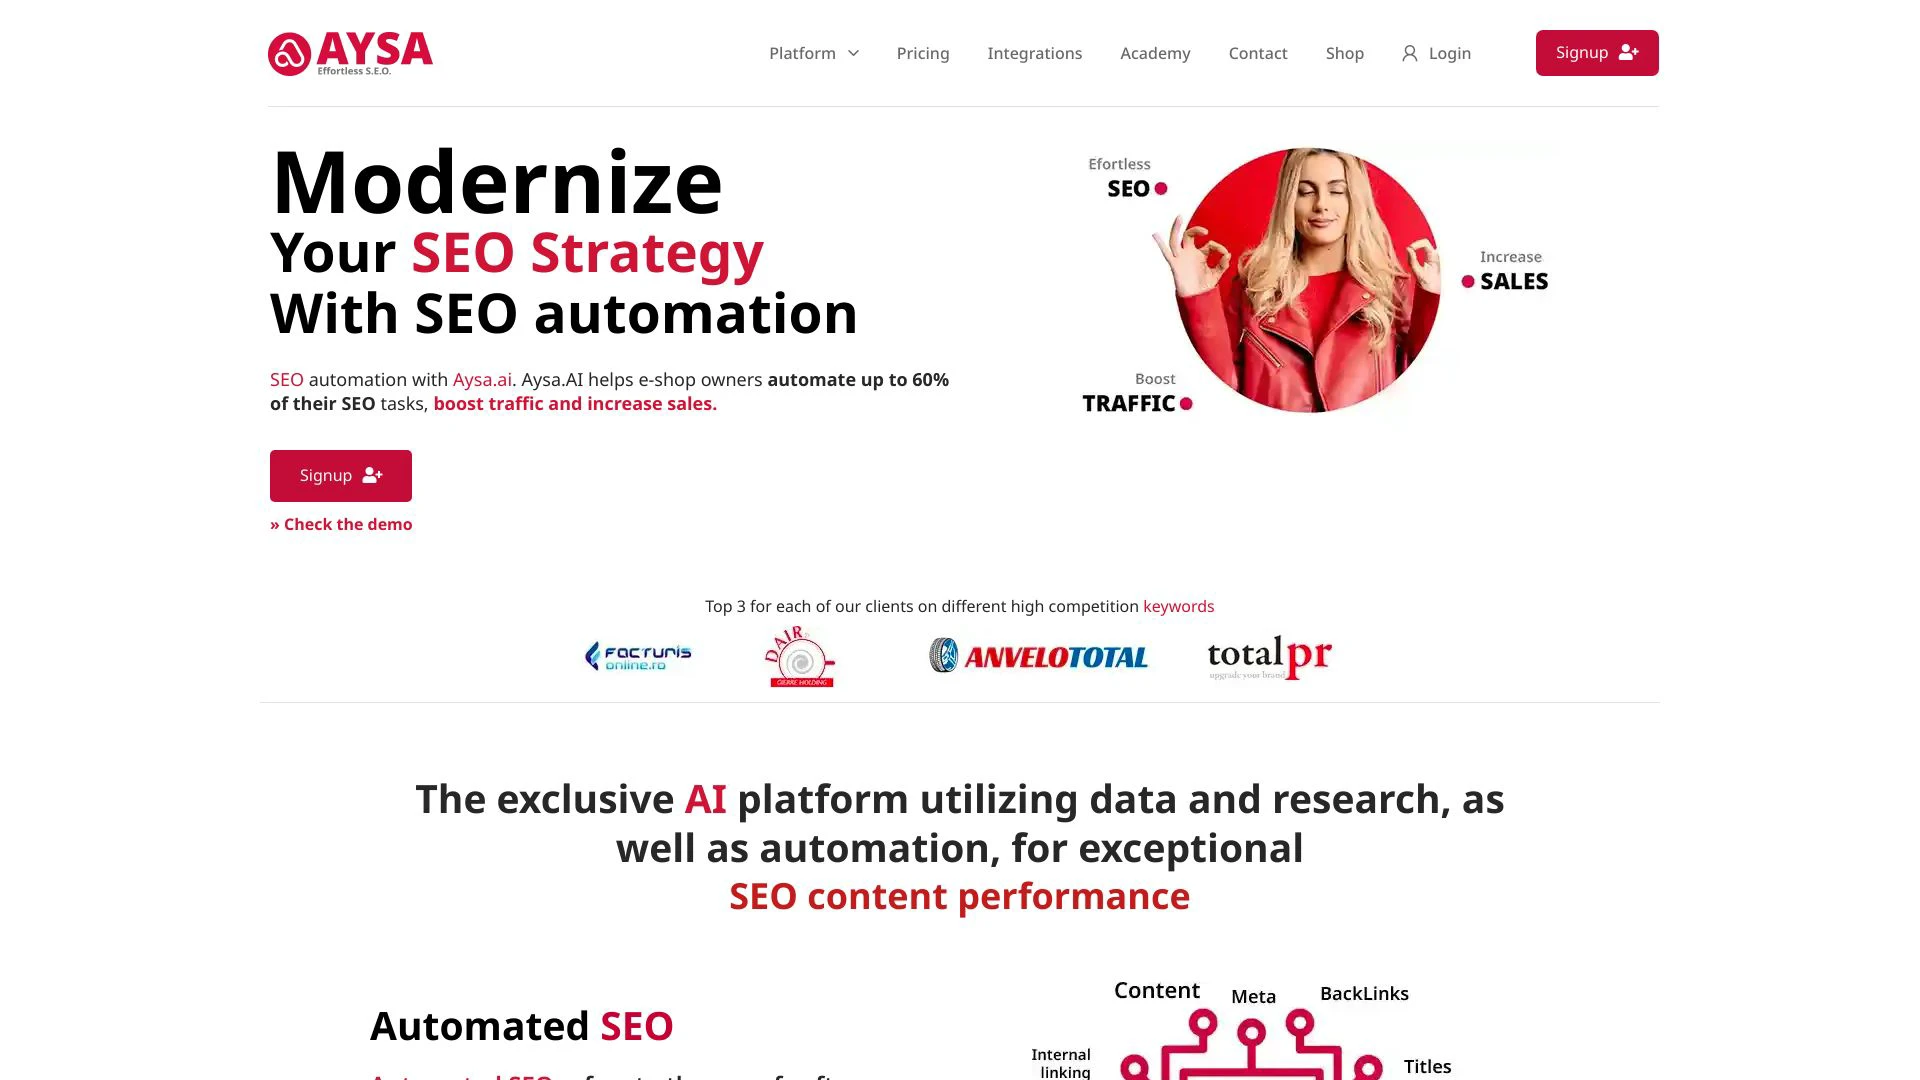 AYSA
Effortless S.E.O.
Platform
Pricing
Integrations
Academy
Contact
Shop
Login
Signup
Modernize
Your SEO Strategy
With SEO automation
SEO automation with Aysa.ai. Aysa.AI helps e-shop owners automate up to 60%
of their SEO tasks, boost traffic and increase sales.
Signup
» Check the demo
Efortless
SEO
Increase
SALES
Boost
TRAFFIC
Top 3 for each of our clients on different high competition keywords
FACTURIS
online.ro
DAIR
DIERRE HOLDING
ANVELOTOTAL
totalpr
upgrade your brand
The exclusive AI platform utilizing data and research, as
well as automation, for exceptional
SEO content performance
Automated SEO
Content
Meta
BackLinks
Internal
linking
Titles